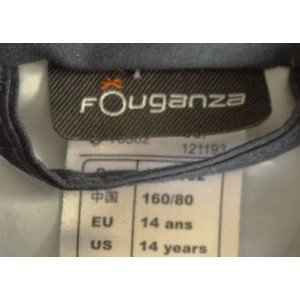 FOuganza
121193
中国 160/80
EU 14 ans
US 14 years